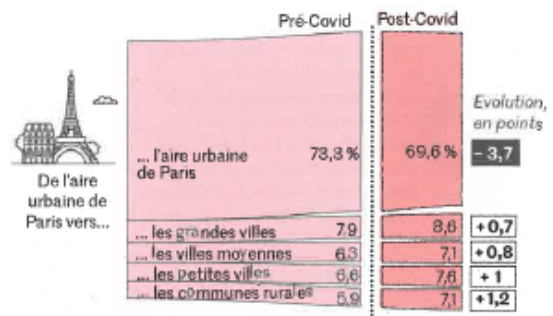 Pré-Covid Post-Covid
Evolution,
en points
... l'aire urbaine
de Paris 73,3 % 69,6 % - 3,7
De l'aire
urbaine de
Paris vers...
... les grandes villes 7,9 8,6 +0,7
... les villes moyennes 6,3 7,1 +0,8
... les petites villes 6,6 7,6 +1
... les communes rurales 5,9 7,1 +1,2